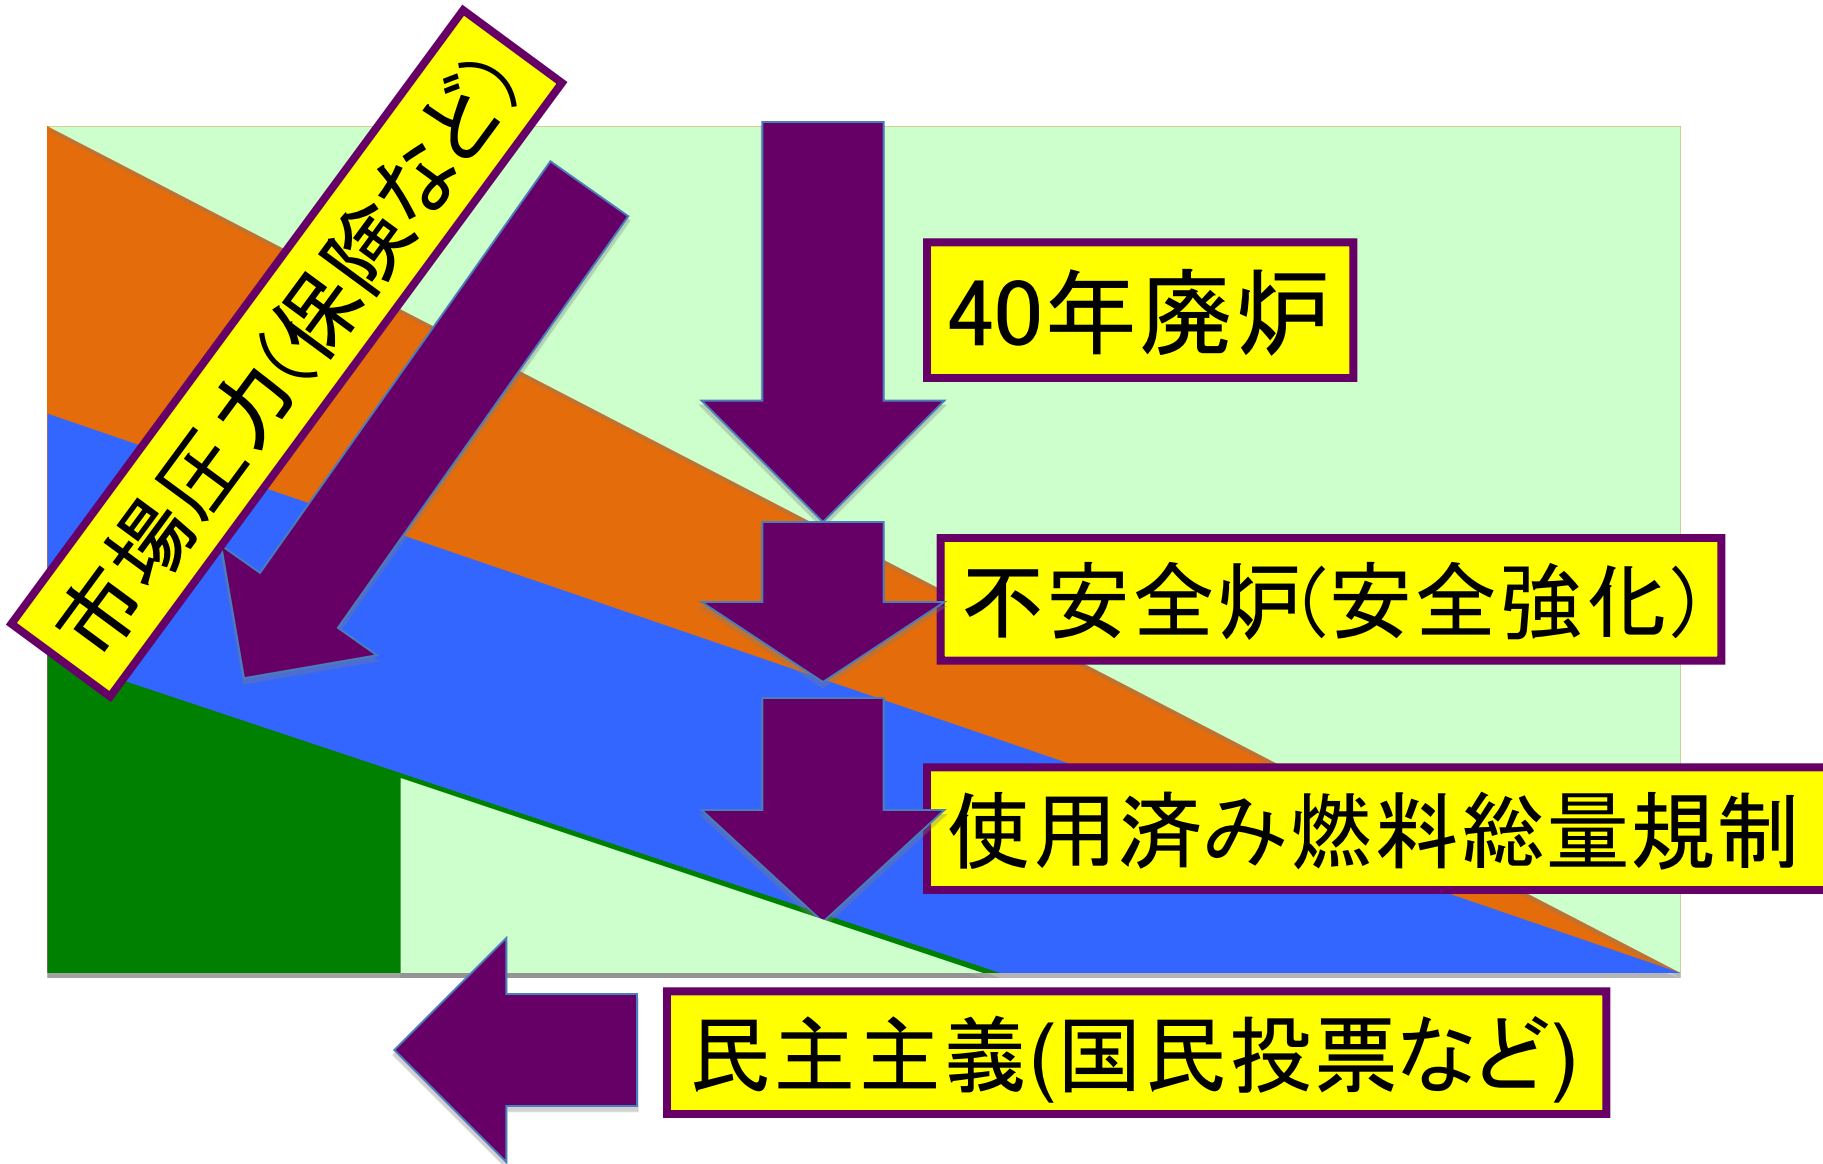 市場圧力(保険など)
40年廃炉
不安全炉(安全強化)
使用済み燃料総量規制
民主主義(国民投票など)